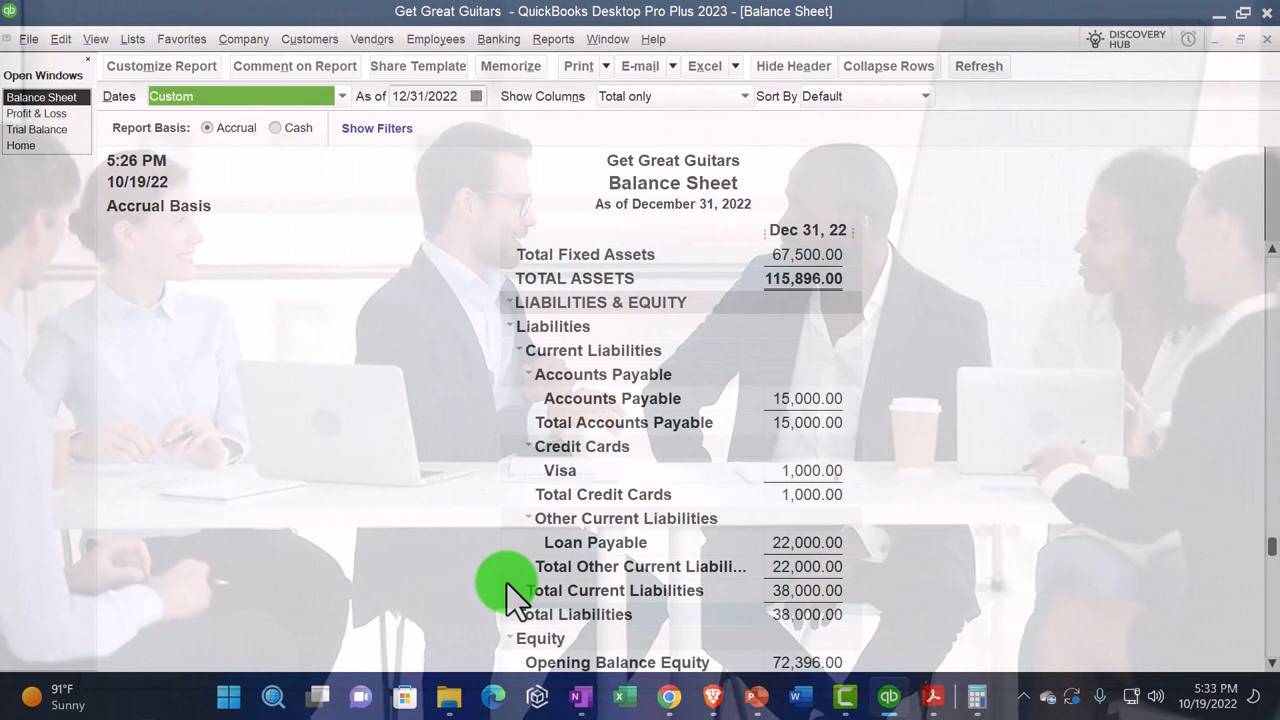 Get Great Guitars - QuickBooks Desktop Pro Plus 2023 - [Balance Sheet]
File Edit View Lists Favorites Company Customers Vendors Employees Banking Reports Window Help
DISCOVERY
HUB
Open Windows
Balance Sheet
Profit & Loss
Trial Balance
Home
Customize Report Comment on Report Share Template Memorize Print E-mail Excel Hide Header Collapse Rows Refresh
Dates Custom As of 12/31/2022 Show Columns Total only Sort By Default
Report Basis: Accrual Cash Show Filters
5:26 PM
10/19/22
Accrual Basis
Get Great Guitars
Balance Sheet
As of December 31, 2022
Dec 31, 22
Total Fixed Assets 67,500.00
TOTAL ASSETS 115,896.00
LIABILITIES & EQUITY
Liabilities
Current Liabilities
Accounts Payable
Accounts Payable 15,000.00
Total Accounts Payable 15,000.00
Credit Cards
Visa 1,000.00
Total Credit Cards 1,000.00
Other Current Liabilities
Loan Payable 22,000.00
Total Other Current Liabili... 22,000.00
Total Current Liabilities 38,000.00
Total Liabilities 38,000.00
Equity
Opening Balance Equity 72,396.00
91°F
Sunny
5:33 PM
10/19/2022